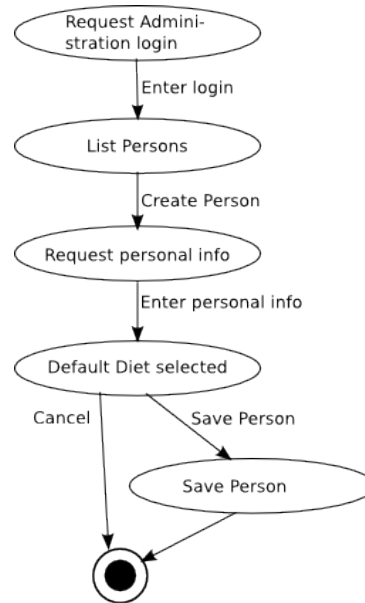 Request Admini-
stration login
Enter login
List Persons
Create Person
Request personal info
Enter personal info
Default Diet selected
Cancel
Save Person
Save Person